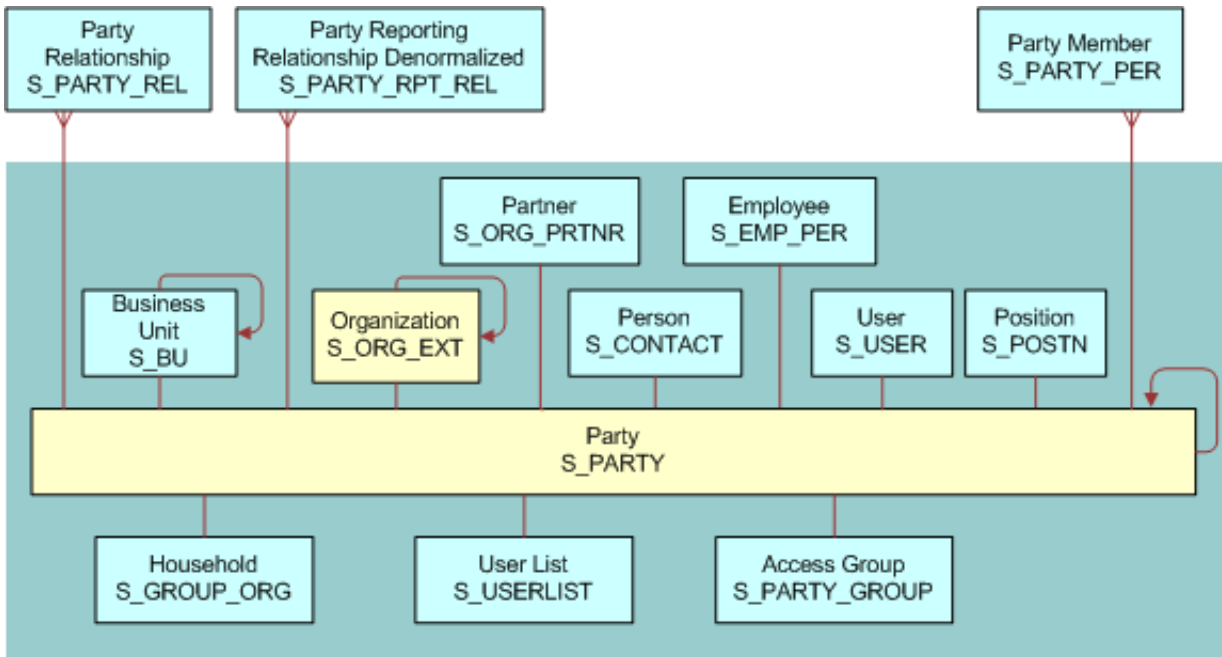 Party
Relationship
S_PARTY_REL
Party Reporting
Relationship Denormalized
S_PARTY_RPT_REL
Party Member
S_PARTY_PER
Partner
S_ORG_PRTNR
Employee
S_EMP_PER
Business
Unit
S_BU
Organization
S_ORG_EXT
Person
S_CONTACT
User
S_USER
Position
S_POSTN
Party
S_PARTY
Household
S_GROUP_ORG
User List
S_USERLIST
Access Group
S_PARTY_GROUP